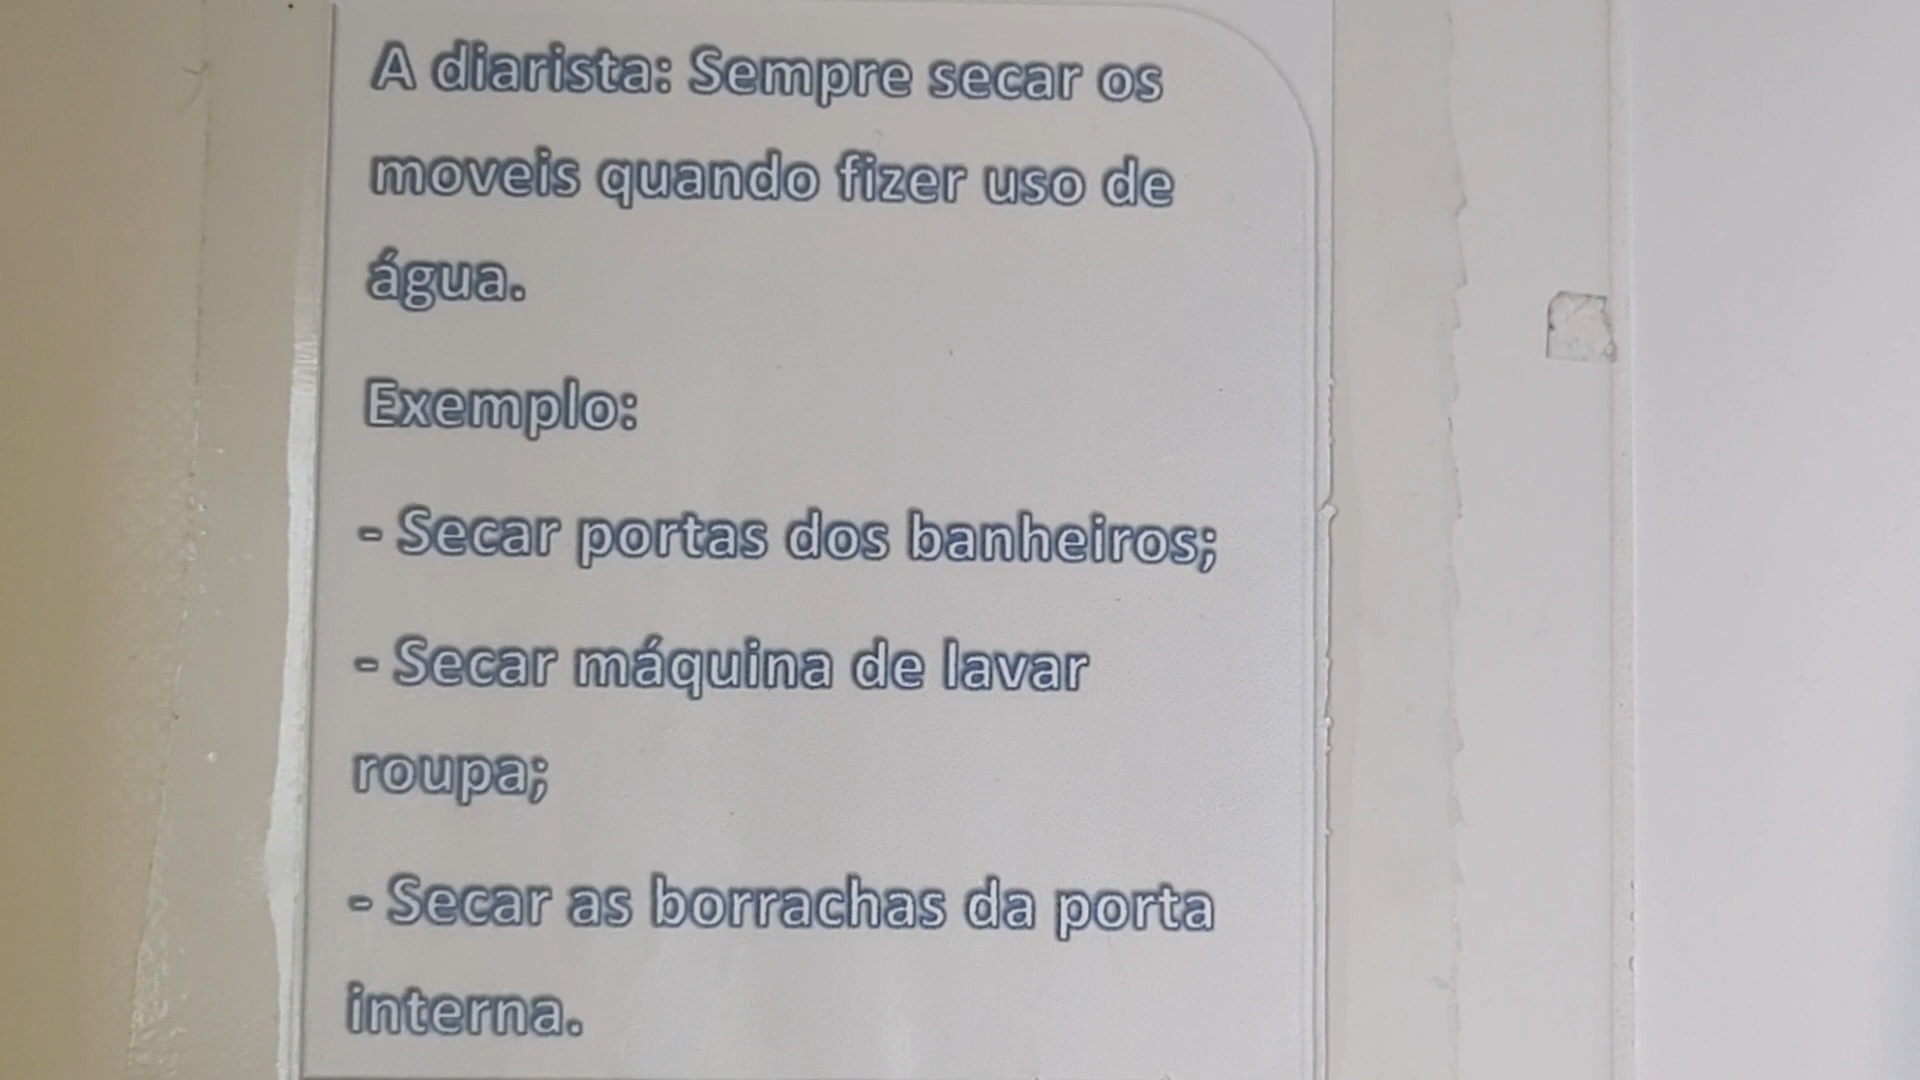 A diarista: Sempre secar os
moveis quando fizer uso de
água.
Exemplo:
- Secar portas dos banheiros;
- Secar máquina de lavar
roupa;
- Secar as borrachas da porta
interna.